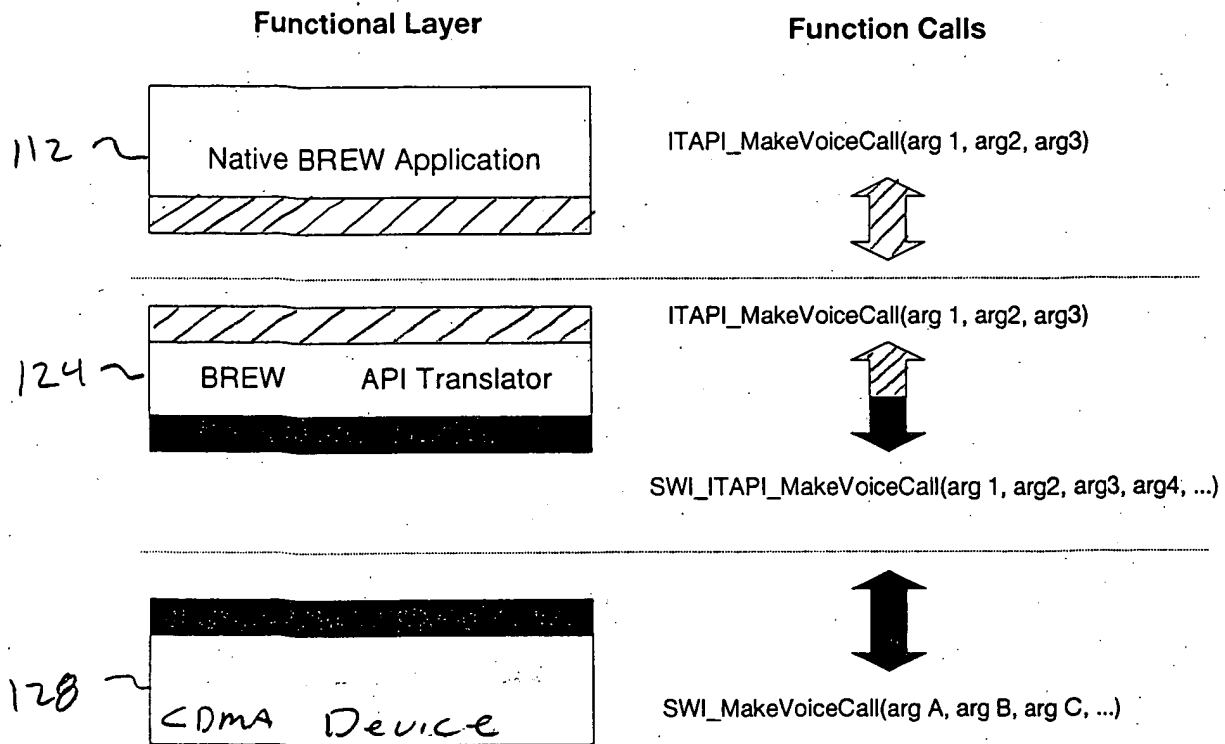 Functional Layer
Function Calls
112
Native BREW Application
ITAPI_MakeVoiceCall(arg 1, arg2, arg3)
124
BREW API Translator
ITAPI_MakeVoiceCall(arg 1, arg2, arg3)
SWI_ITAPI_MakeVoiceCall(arg 1, arg2, arg3, arg4, ...)
128
CDmA Device
SWI_MakeVoiceCall(arg A, arg B, arg C, ...)